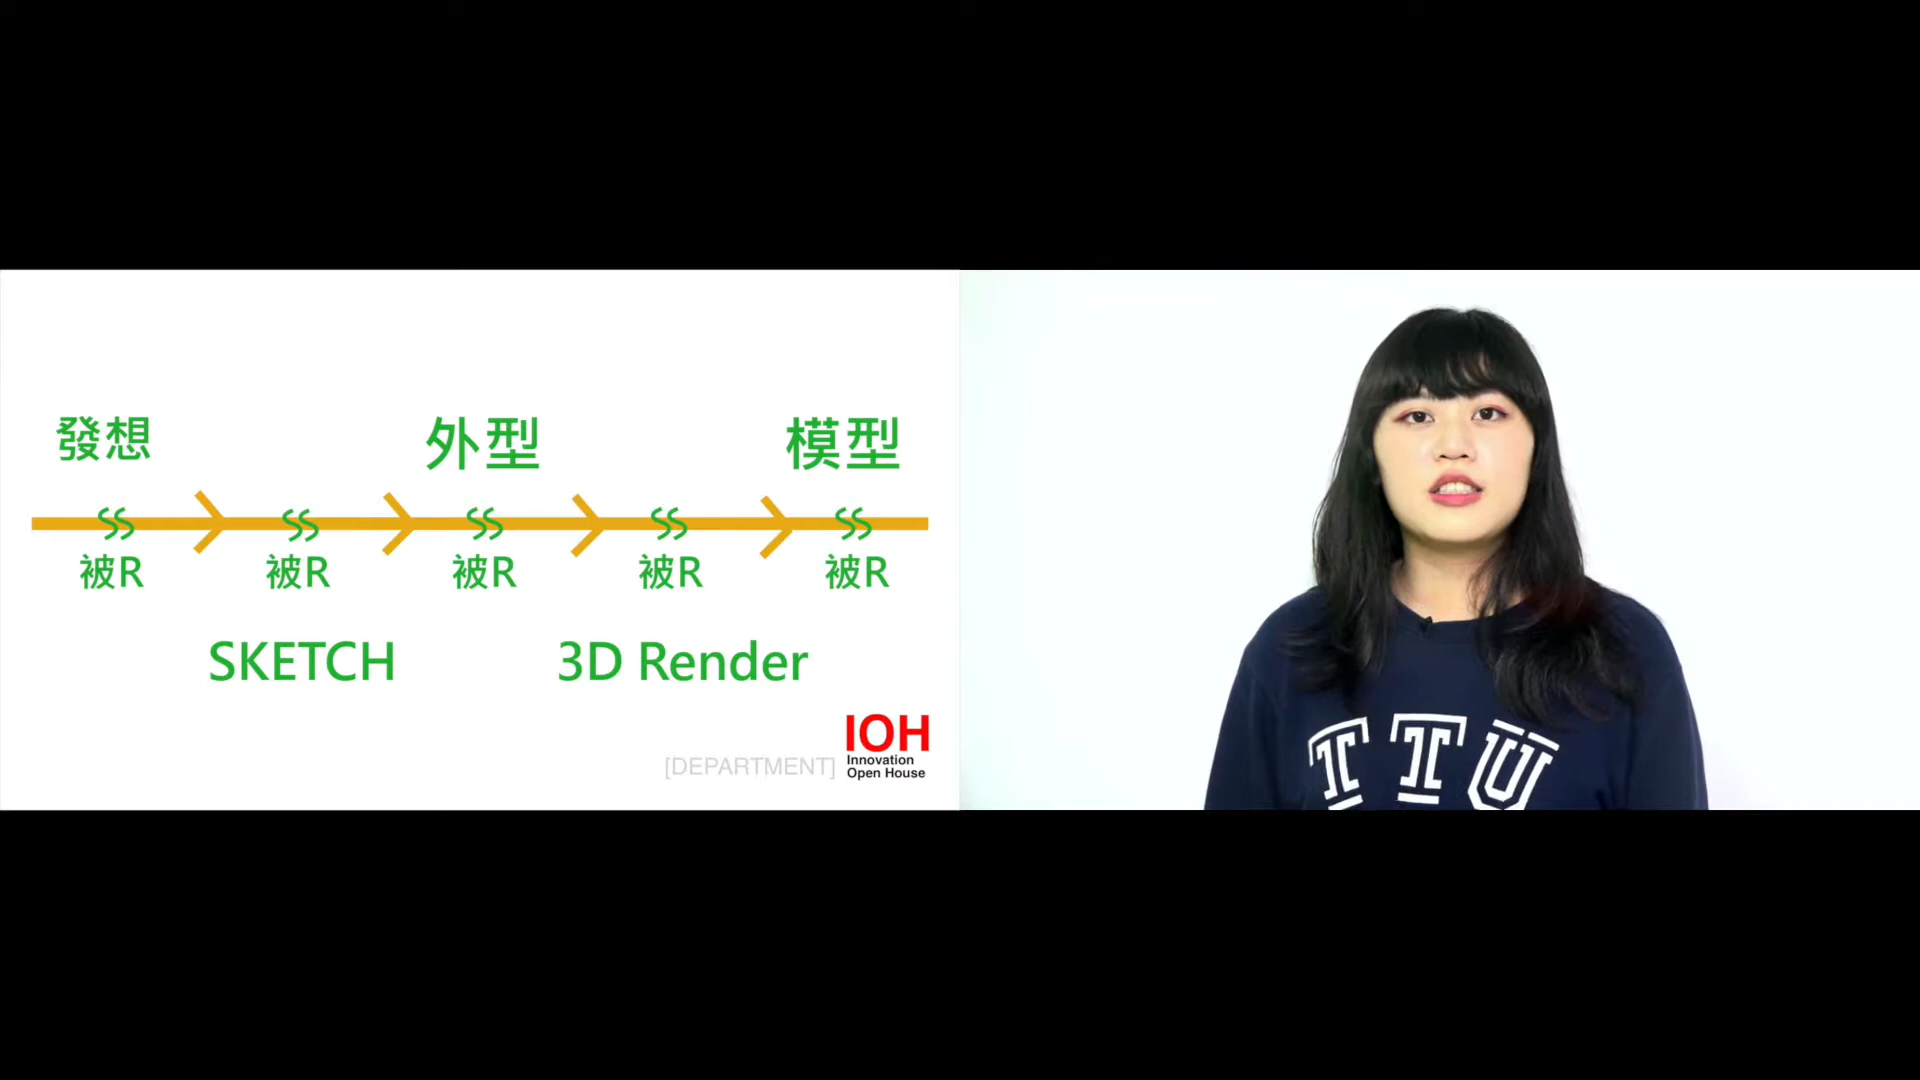 發想 外型 模型
被R 被R 被R 被R 被R
SKETCH 3D Render
[DEPARTMENT]
IOH
Innovation
Open House
TTU